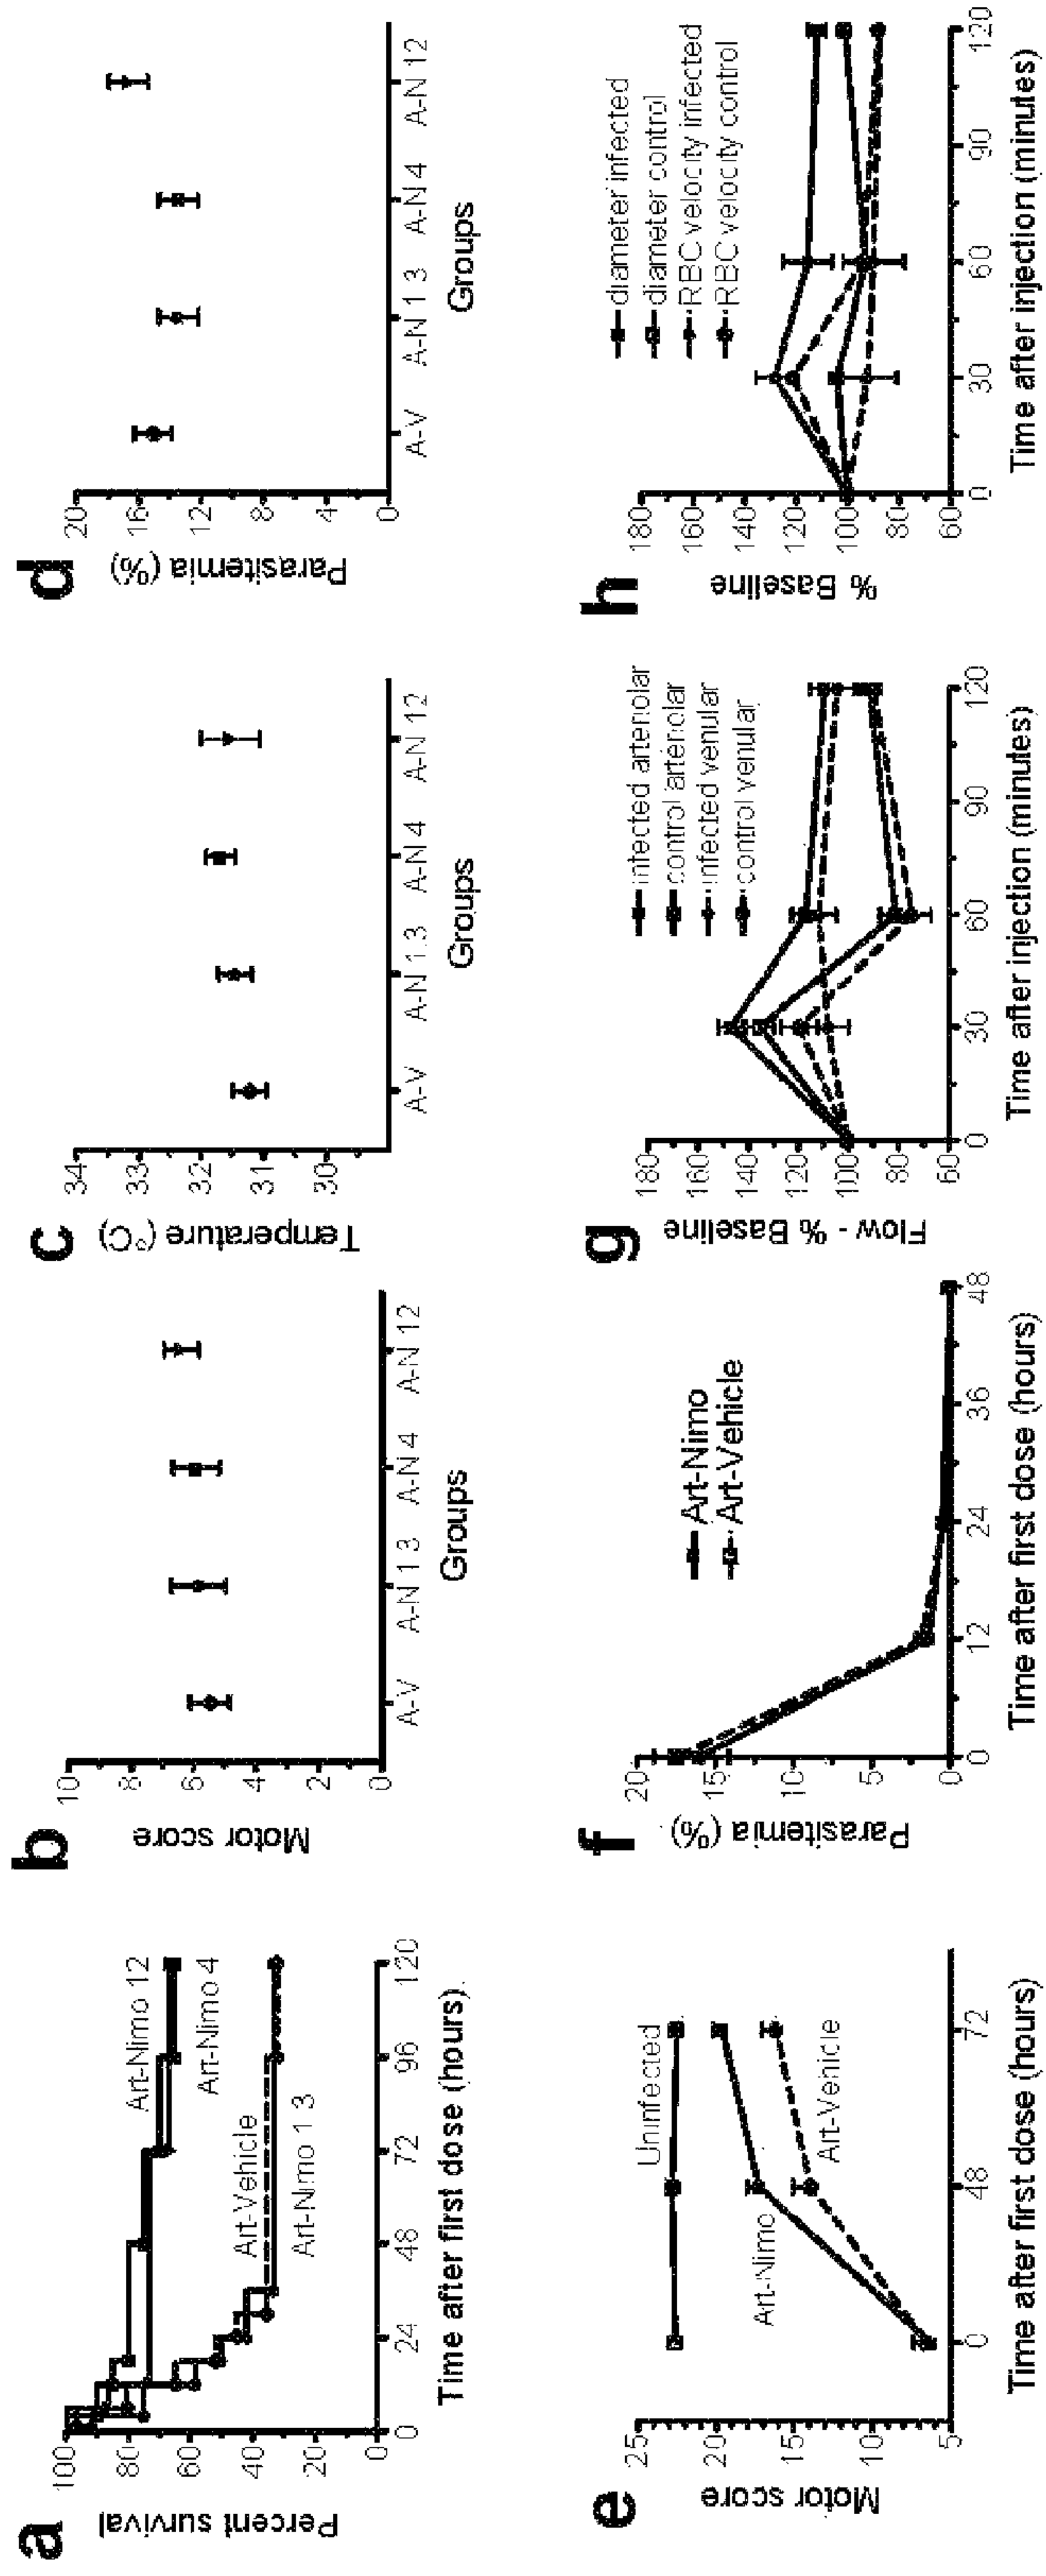 a
Percent survival
100
80
60
40
20
0
Art-Nimo 12
Art-Nimo 4
Art-Vehicle
Art-Nimo 1 3
0 24 48 72 96 120
Time after first dose (hours)
b
Motor score
10
8
6
4
2
0
A-V A-N 1 3 A-N 4 A-N 12
Groups
c
Temperature (°C)
34
33
32
31
30
A-V A-N 1.3 A-N 4 A-N 12
Groups
d
Parasitemia (%)
20
16
12
8
4
0
A-V A-N 1 3 A-N 4 A-N 12
Groups
e
Motor score
25
20
15
10
5
Uninfected
Art-Nimo
Art-Vehicle
0 48 72
Time after first dose (hours)
f
Parasitemia (%)
20
15
10
5
0
Art-Nimo
Art-Vehicle
0 12 24 36 48
Time after first dose (hours)
g
Flow - % Baseline
180
160
140
120
100
80
60
infected arteriolar
control arteriolar
infected venular
control venular
0 30 60 90 120
Time after injection (minutes)
h
% Baseline
180
160
140
120
100
80
60
diameter infected
diameter control
RBC velocity infected
RBC velocity control
0 30 60 90 120
Time after injection (minutes)